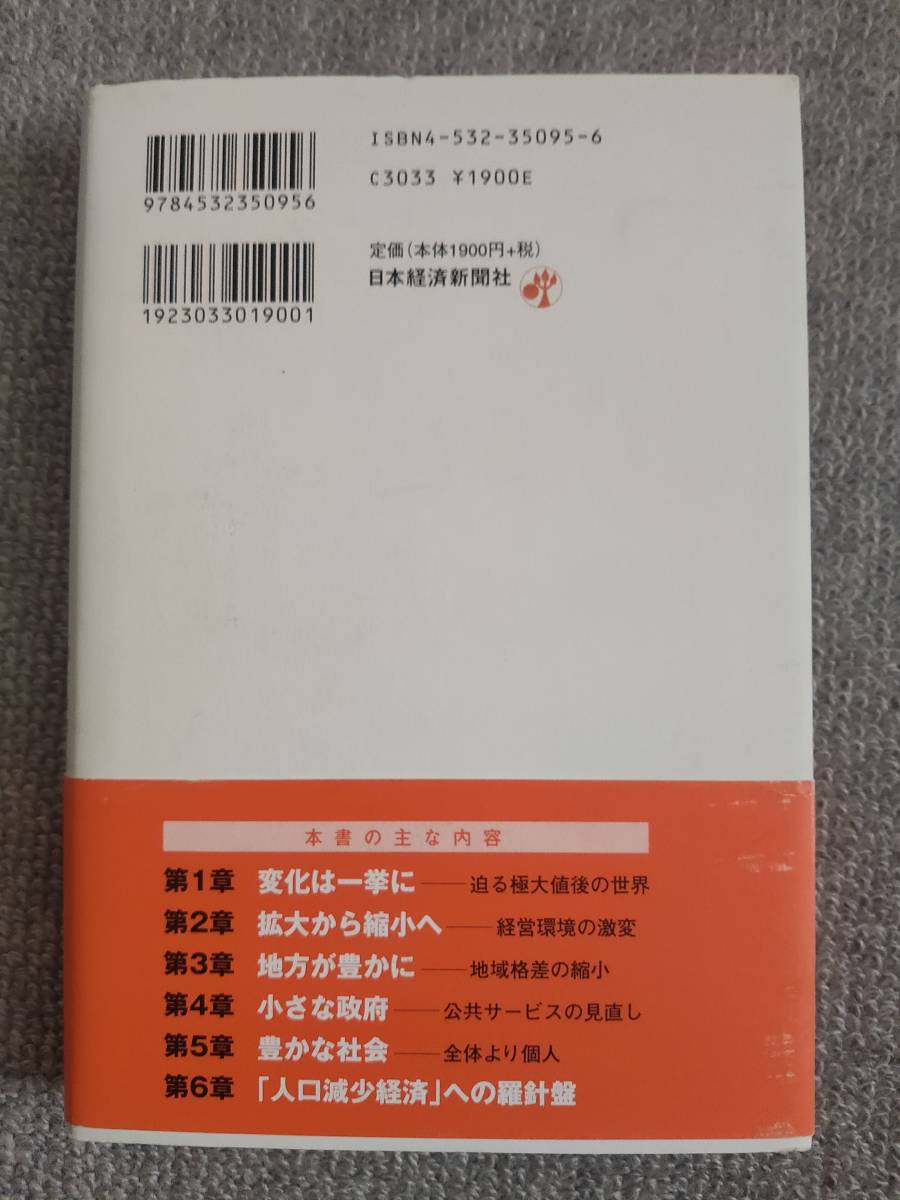 ISBN4-532-35095-6
C3033 ¥1900E
9784532350956
定価(本体1900円+税)
日本経済新聞社
1923033019001
本書の主な内容
第1章 変化は一挙に——迫る極大値後の世界
第2章 拡大から縮小へ——経営環境の激変
第3章 地方が豊かに——地域格差の縮小
第4章 小さな政府——公共サービスの見直し
第5章 豊かな社会——全体より個人
第6章 「人口減少経済」への羅針盤